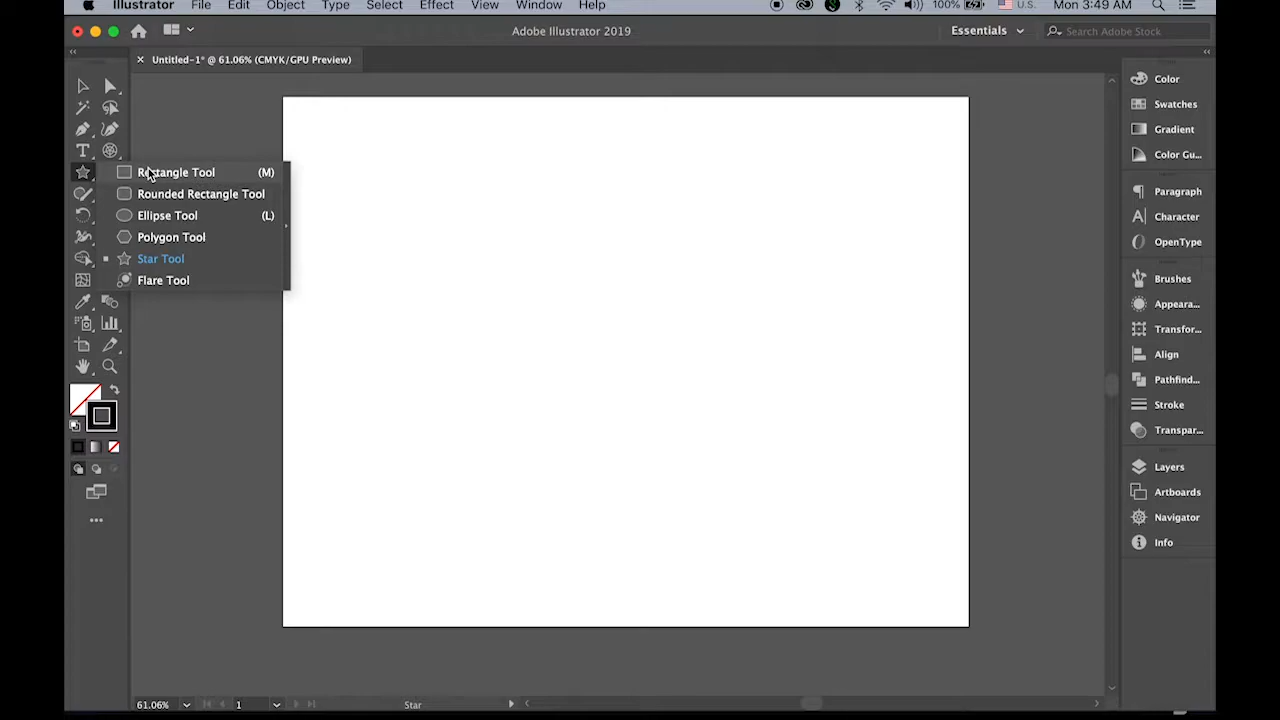 Illustrator File Edit Object Type Select Effect View Window Help 100% U.S. Mon 3:49 AM
Adobe Illustrator 2019 Essentials Search Adobe Stock
Untitled-1* @ 61.06% (CMYK/GPU Preview)
Rectangle Tool (M)
Rounded Rectangle Tool
Ellipse Tool (L)
Polygon Tool
Star Tool
Flare Tool
Color
Swatches
Gradient
Color Gu...
Paragraph
Character
OpenType
Brushes
Appeara...
Transfor...
Align
Pathfind...
Stroke
Transpar...
Layers
Artboards
Navigator
Info
61.06% 1 Star